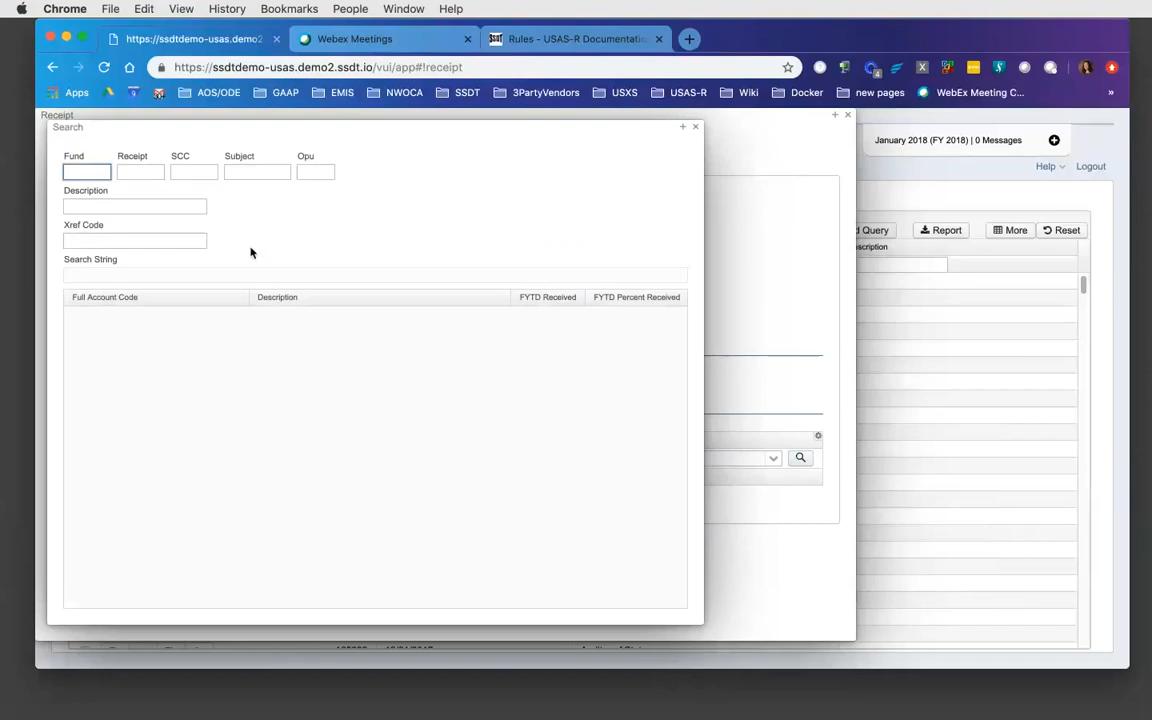 Chrome File Edit View History Bookmarks People Window Help
https://ssdtdemo-usas.demo2 × Webex Meetings × SSDT Rules - USAS-R Documentatio ×
https://ssdtdemo-usas.demo2.ssdt.io/vui/app#!receipt
Apps AOS/ODE GAAP EMIS NWOCA SSDT 3PartyVendors USXS USAS-R Wiki Docker new pages WebEx Meeting C... »
Receipt
Search
January 2018 (FY 2018) | 0 Messages
Help Logout
Fund Receipt SCC Subject Opu
Description
Xref Code
Search String
Full Account Code Description FYTD Received FYTD Percent Received
d Query Report More Reset
scription